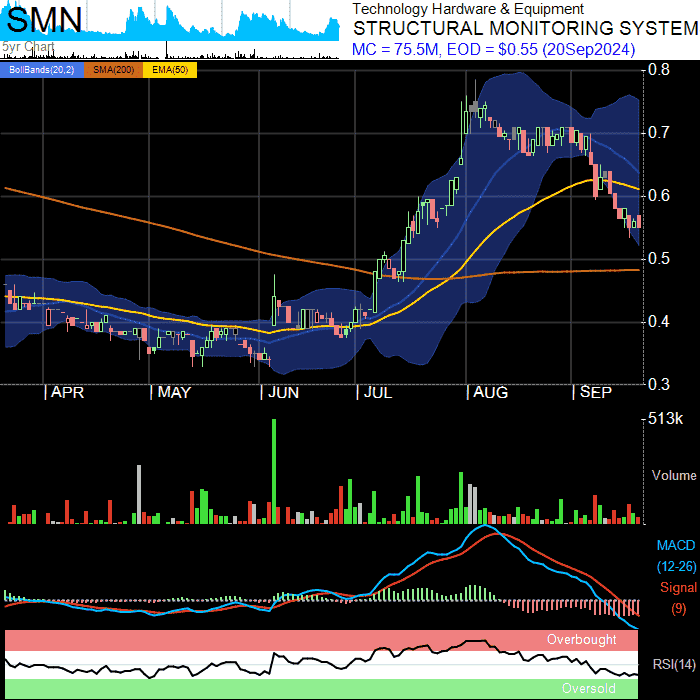 SMN
5yr Chart
Technology Hardware & Equipment
STRUCTURAL MONITORING SYSTEM
MC = 75.5M, EOD = $0.55 (20Sep2024)
BollBands(20,2) SMA(200) EMA(50)
0.8
0.7
0.6
0.5
0.4
0.3
APR MAY JUN JUL AUG SEP
513k
Volume
MACD
(12-26)
Signal
(9)
Overbought
RSI(14)
Oversold